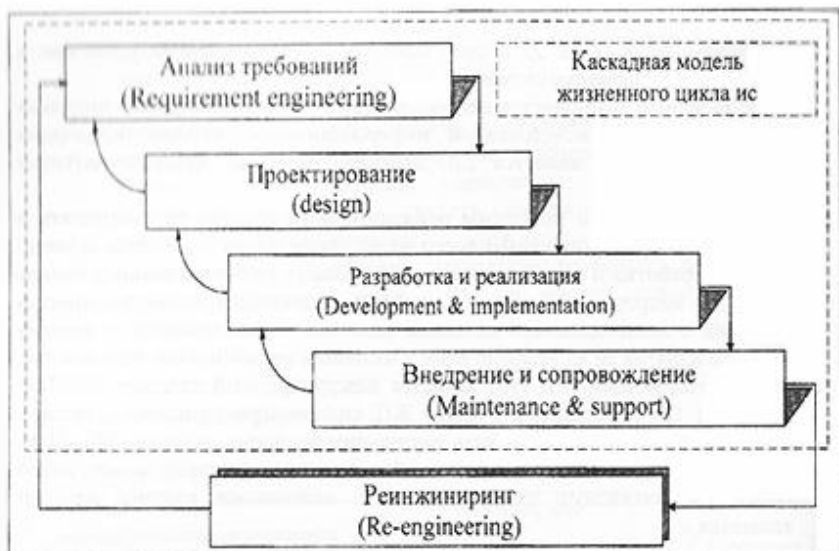 Анализ требований
(Requirement engineering)
Каскадная модель
жизненного цикла ис
Проектирование
(design)
Разработка и реализация
(Development & implementation)
Внедрение и сопровождение
(Maintenance & support)
Реинжиниринг
(Re-engineering)